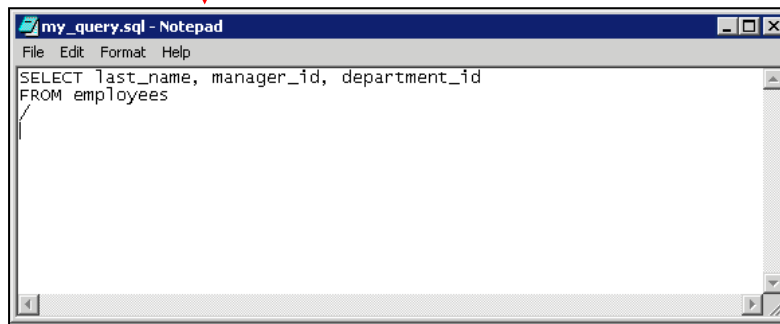 my_query.sql - Notepad
File Edit Format Help
SELECT last_name, manager_id, department_id
FROM employees
/